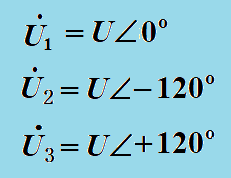 U̇₁ = U∠0°
U̇₂ = U∠−120°
U̇₃ = U∠+120°